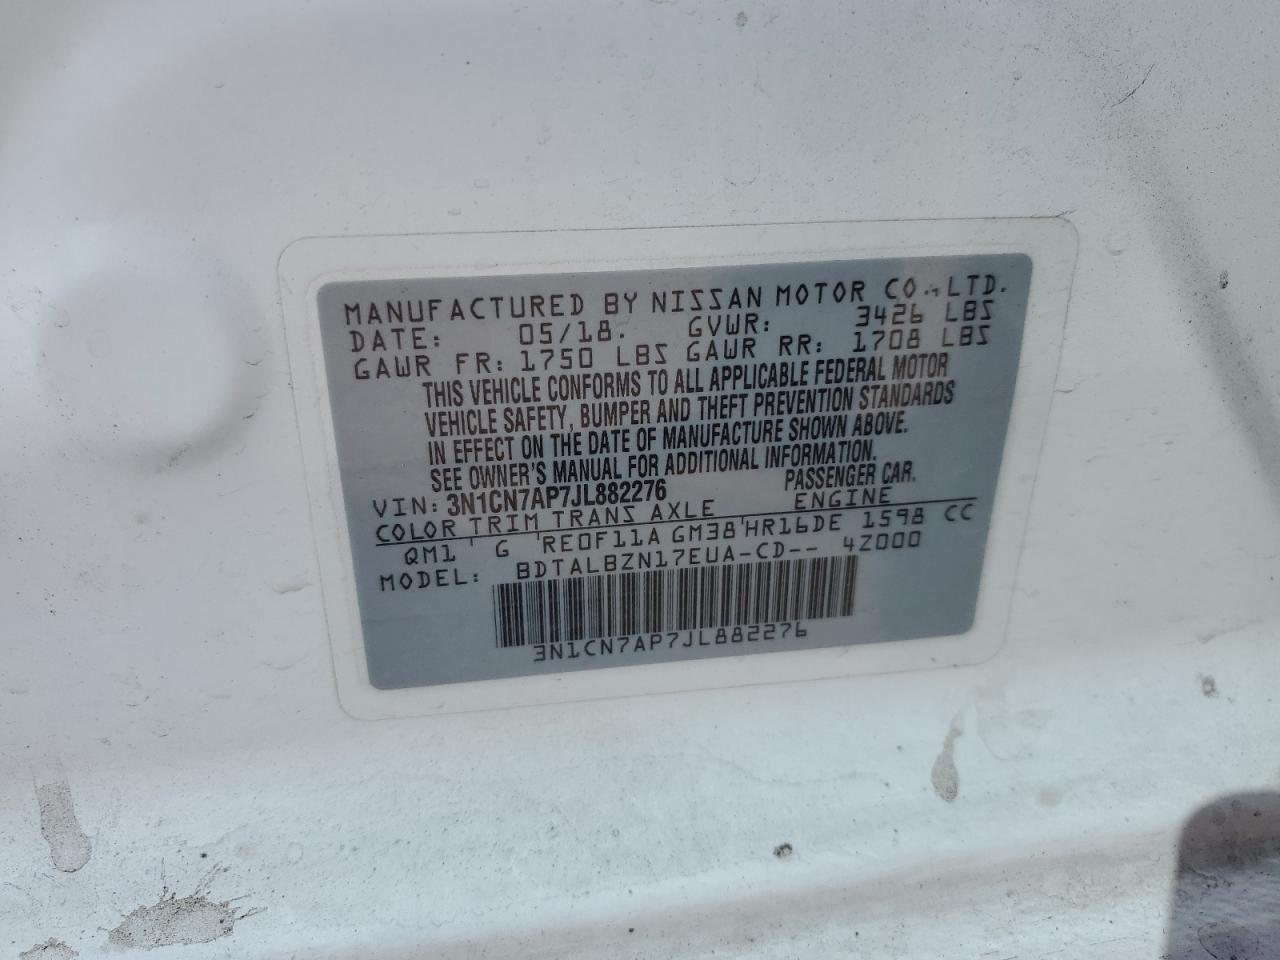 MANUFACTURED BY NISSAN MOTOR CO., LTD.
DATE: 05/18. GVWR: 3426 LBS
GAWR FR: 1750 LBS GAWR RR: 1708 LBS
THIS VEHICLE CONFORMS TO ALL APPLICABLE FEDERAL MOTOR
VEHICLE SAFETY, BUMPER AND THEFT PREVENTION STANDARDS
IN EFFECT ON THE DATE OF MANUFACTURE SHOWN ABOVE.
SEE OWNER'S MANUAL FOR ADDITIONAL INFORMATION.
VIN: 3N1CN7AP7JL882276 PASSENGER CAR.
COLOR TRIM TRANS AXLE ENGINE
QM1 G RE0F11A GM38 HR16DE 1598 CC
MODEL: BDTALBZN17EUA-CD-- 4Z000
3N1CN7AP7JL882276